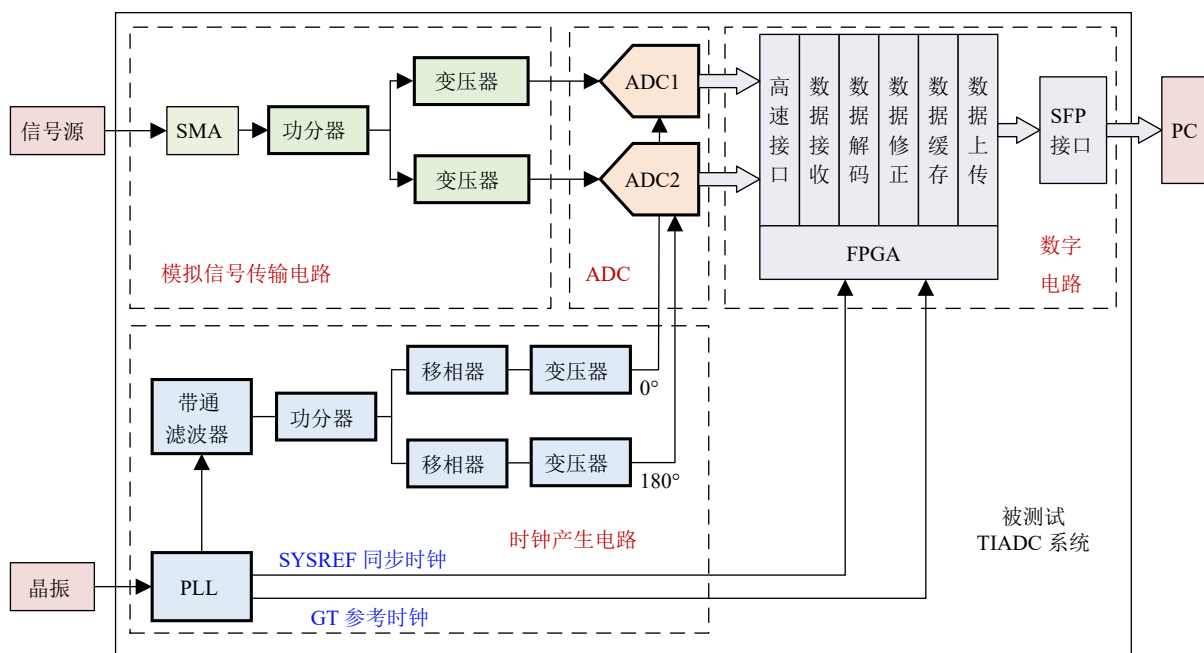 信号源
SMA
功分器
变压器
变压器
模拟信号传输电路
ADC1
ADC2
ADC
高速接口
数据接收
数据解码
数据修正
数据缓存
数据上传
FPGA
SFP
接口
数字
电路
PC
带通
滤波器
功分器
移相器
变压器
0°
移相器
变压器
180°
时钟产生电路
晶振
PLL
SYSREF 同步时钟
GT 参考时钟
被测试
TIADC 系统